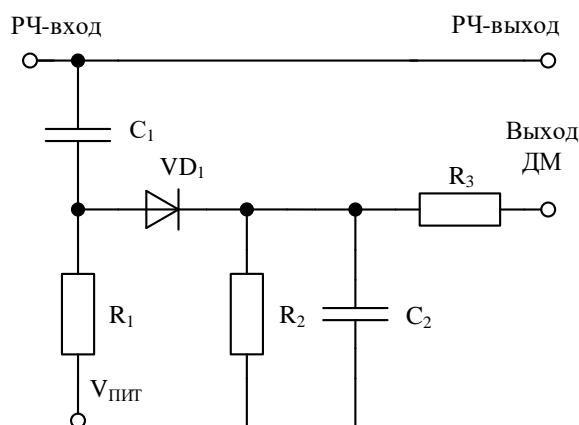 РЧ-вход
РЧ-выход
C1
VD1
Выход
ДМ
R3
R1
R2
C2
VПИТ